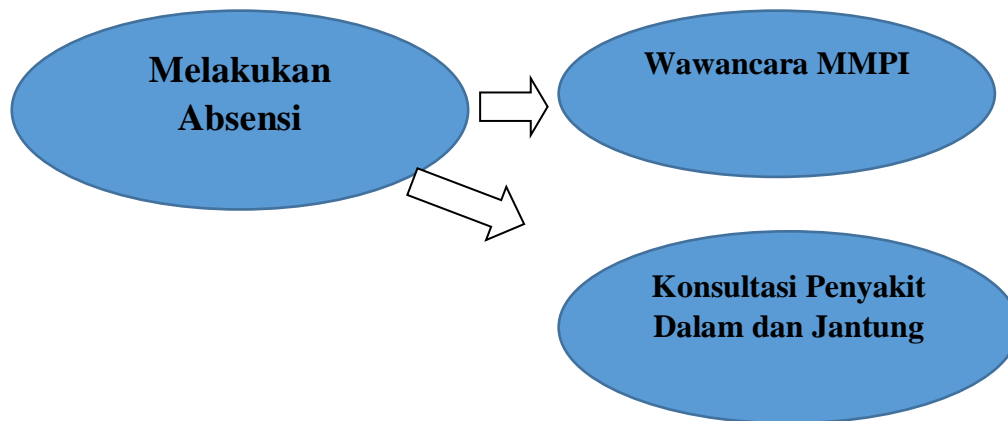 Melakukan
Absensi
Wawancara MMPI
Konsultasi Penyakit
Dalam dan Jantung